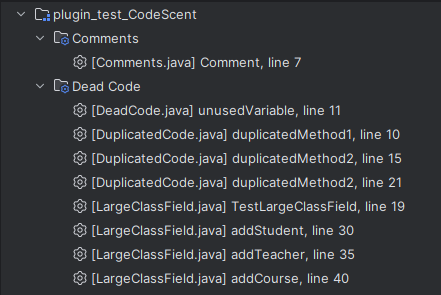 plugin_test_CodeScent
Comments
[Comments.java] Comment, line 7
Dead Code
[DeadCode.java] unusedVariable, line 11
[DuplicatedCode.java] duplicatedMethod1, line 10
[DuplicatedCode.java] duplicatedMethod2, line 15
[DuplicatedCode.java] duplicatedMethod2, line 21
[LargeClassField.java] TestLargeClassField, line 19
[LargeClassField.java] addStudent, line 30
[LargeClassField.java] addTeacher, line 35
[LargeClassField.java] addCourse, line 40